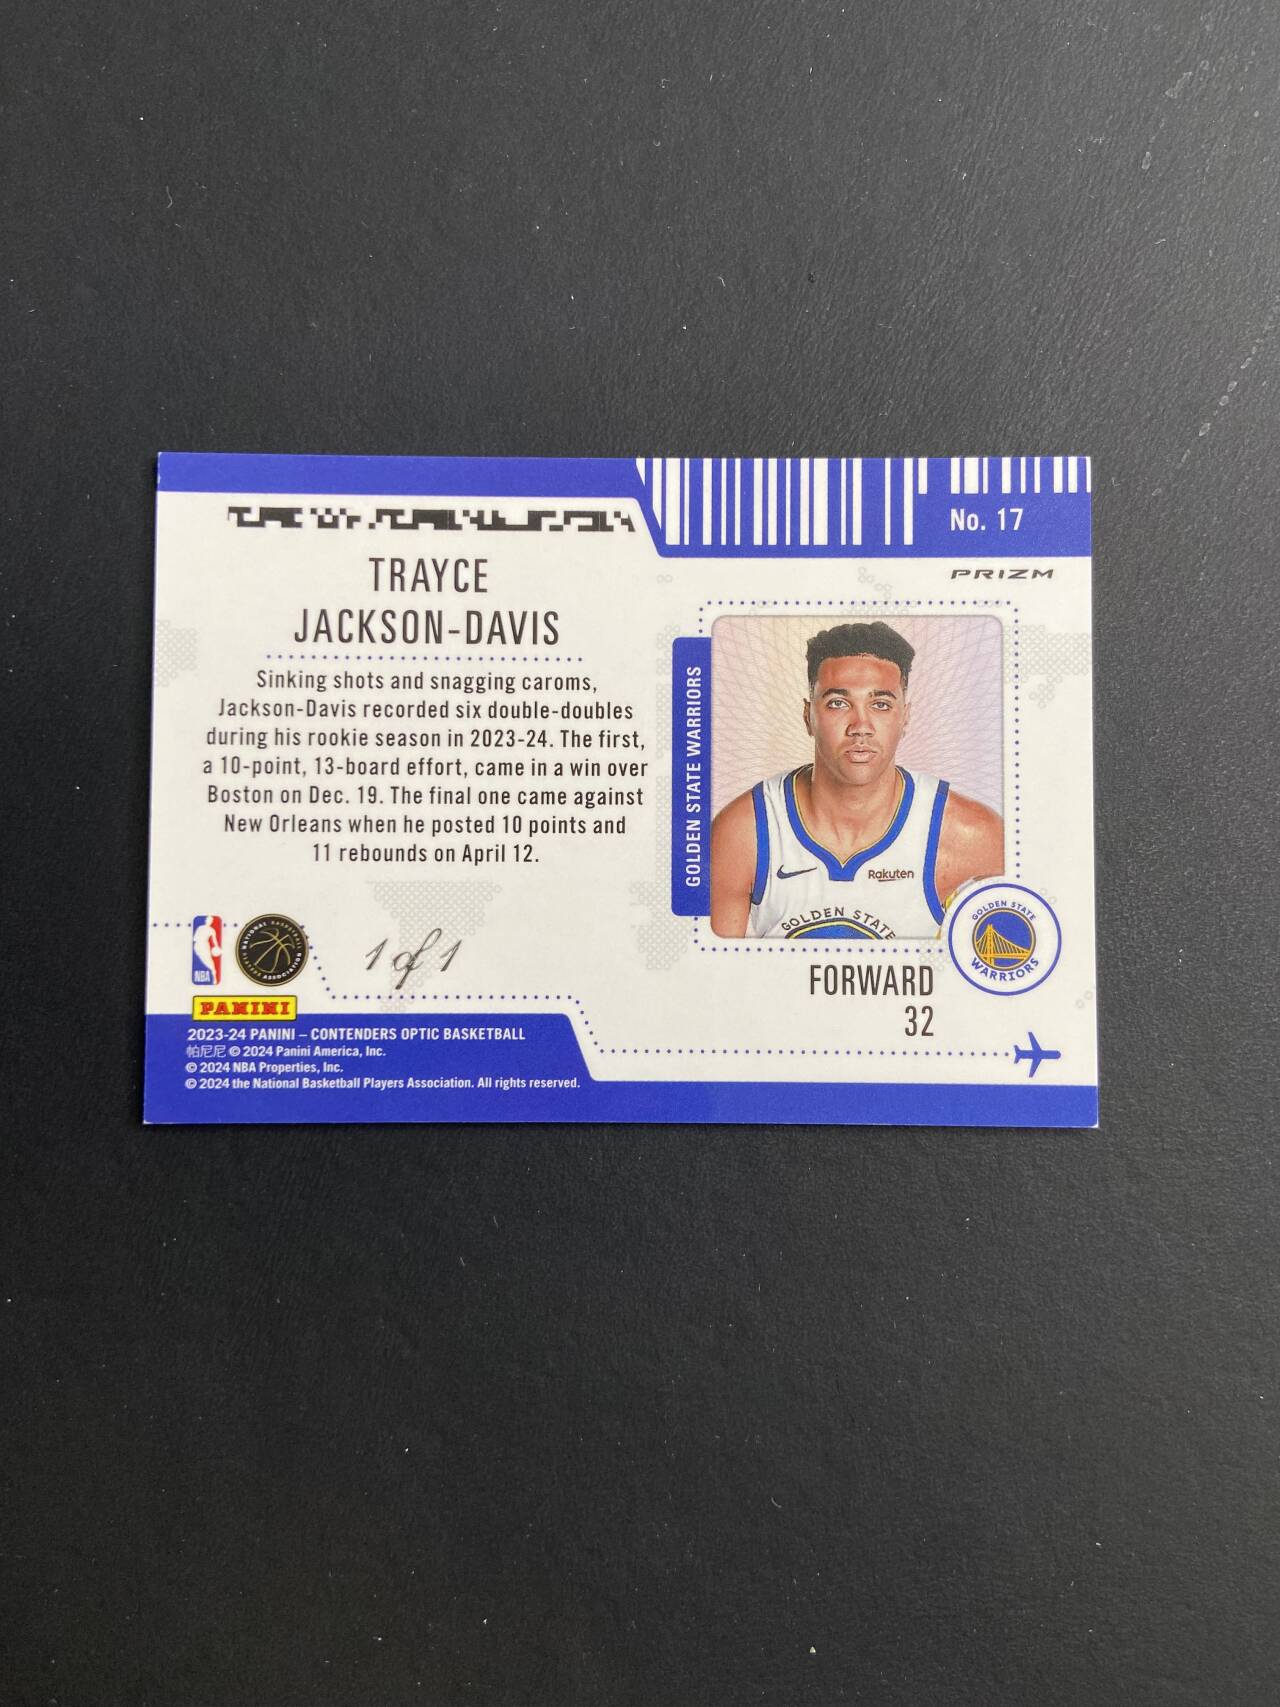 No. 17
PRIZM
TRAYCE
JACKSON-DAVIS
Sinking shots and snagging caroms,
Jackson-Davis recorded six double-doubles
during his rookie season in 2023-24. The first,
a 10-point, 13-board effort, came in a win over
Boston on Dec. 19. The final one came against
New Orleans when he posted 10 points and
11 rebounds on April 12.
GOLDEN STATE WARRIORS
Rakuten
GOLDEN STATE
GOLDEN STATE
WARRIORS
FORWARD
32
NBA
NATIONAL BASKETBALL
PLAYERS ASSOCIATION
1 of 1
PANINI
2023-24 PANINI – CONTENDERS OPTIC BASKETBALL
帕尼尼 © 2024 Panini America, Inc.
© 2024 NBA Properties, Inc.
© 2024 the National Basketball Players Association. All rights reserved.